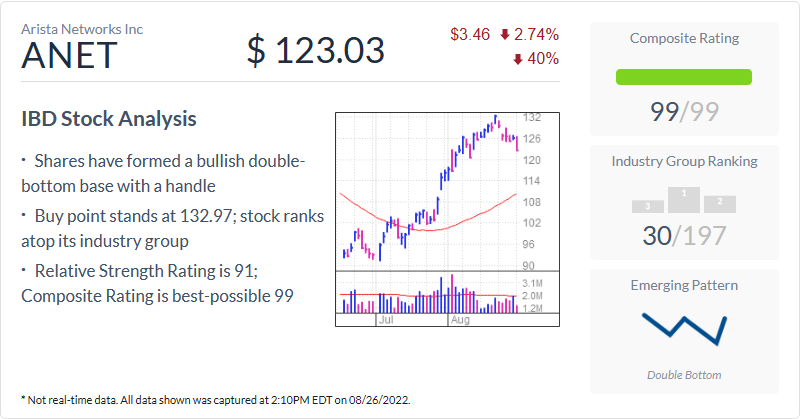 Arista Networks Inc
ANET
$ 123.03
$3.46 2.74%
40%
IBD Stock Analysis
• Shares have formed a bullish double-
bottom base with a handle
• Buy point stands at 132.97; stock ranks
atop its industry group
• Relative Strength Rating is 91;
Composite Rating is best-possible 99
132
126
120
114
108
102
96
90
3.1M
2.0M
1.2M
Jul Aug
Composite Rating
99/99
Industry Group Ranking
3 1 2
30/197
Emerging Pattern
Double Bottom
* Not real-time data. All data shown was captured at 2:10PM EDT on 08/26/2022.